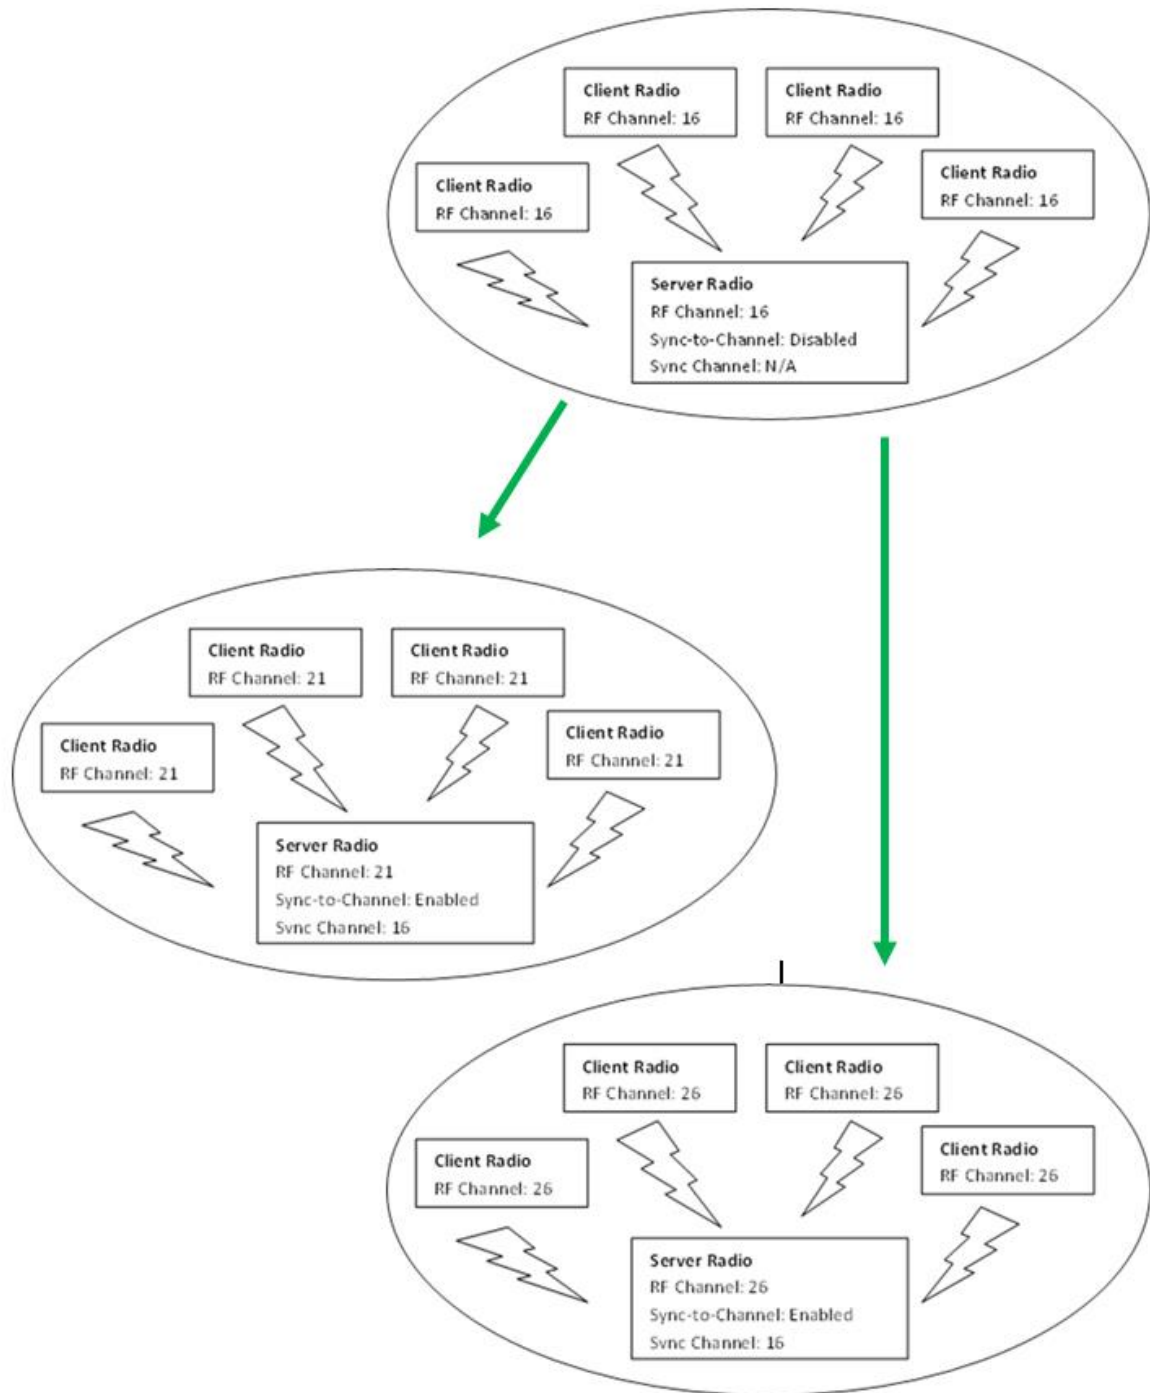 Client Radio
RF Channel: 16
Client Radio
RF Channel: 16
Client Radio
RF Channel: 16
Client Radio
RF Channel: 16
Server Radio
RF Channel: 16
Sync-to-Channel: Disabled
Sync Channel: N/A
Client Radio
RF Channel: 21
Client Radio
RF Channel: 21
Client Radio
RF Channel: 21
Client Radio
RF Channel: 21
Server Radio
RF Channel: 21
Sync-to-Channel: Enabled
Sync Channel: 16
Client Radio
RF Channel: 26
Client Radio
RF Channel: 26
Client Radio
RF Channel: 26
Client Radio
RF Channel: 26
Server Radio
RF Channel: 26
Sync-to-Channel: Enabled
Sync Channel: 16